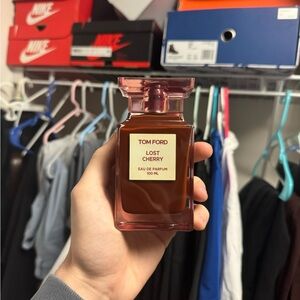 NIKE
NIKE
TOM FORD
LOST
CHERRY
EAU DE PARFUM
100 ML